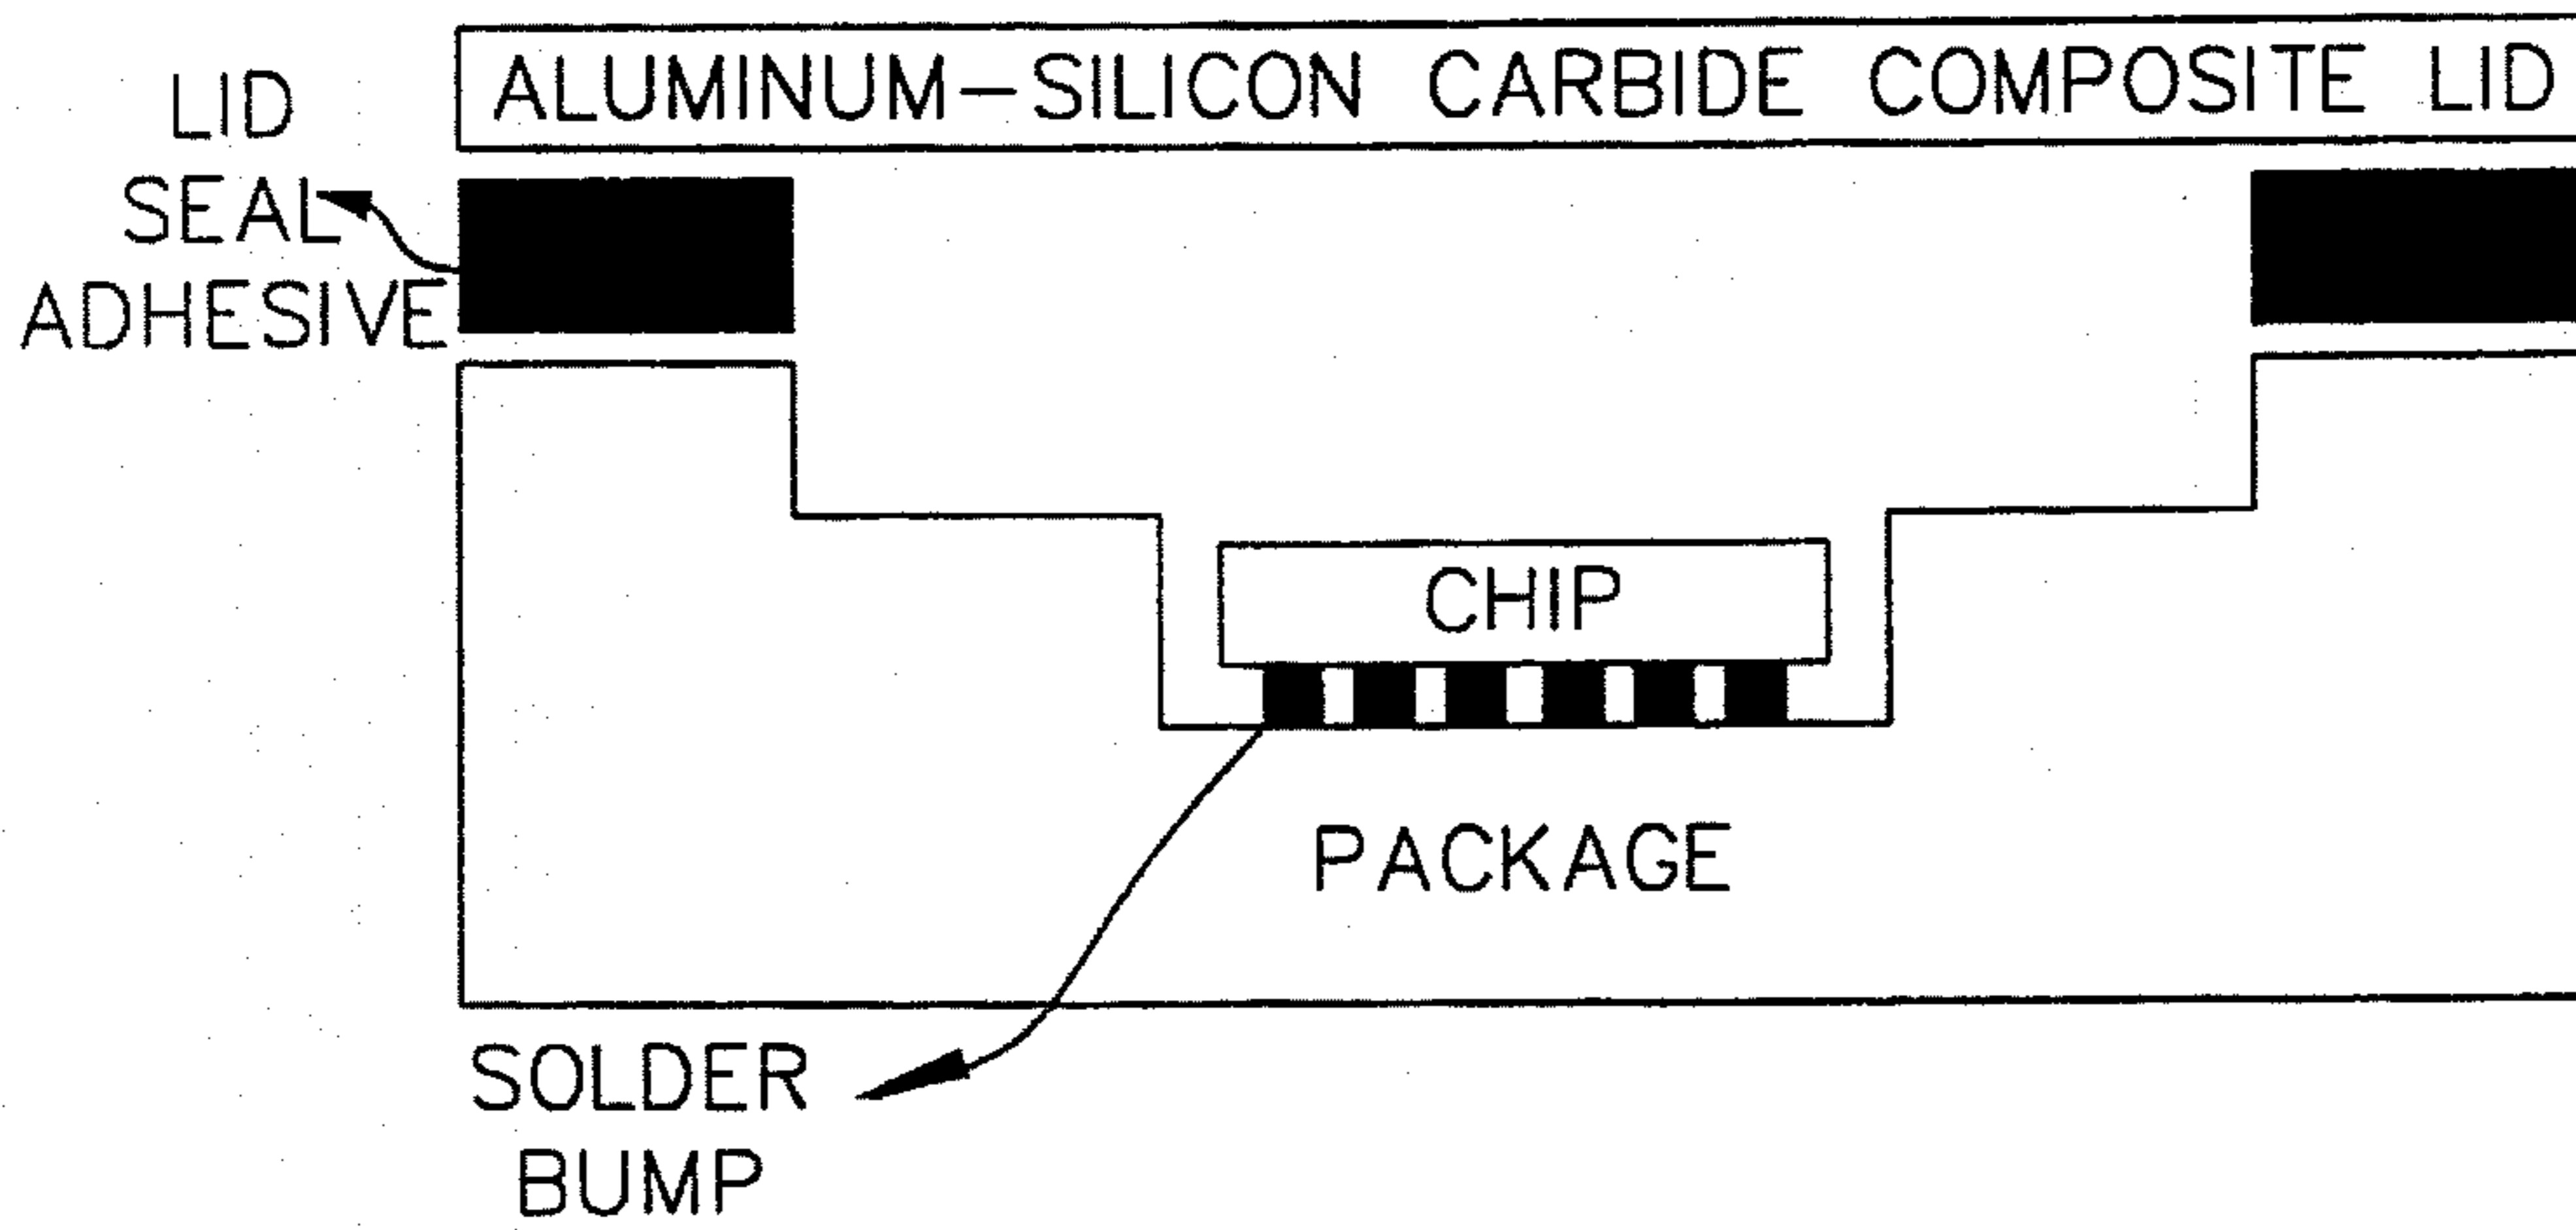 ALUMINUM-SILICON CARBIDE COMPOSITE LID
LID
SEAL
ADHESIVE
CHIP
PACKAGE
SOLDER
BUMP